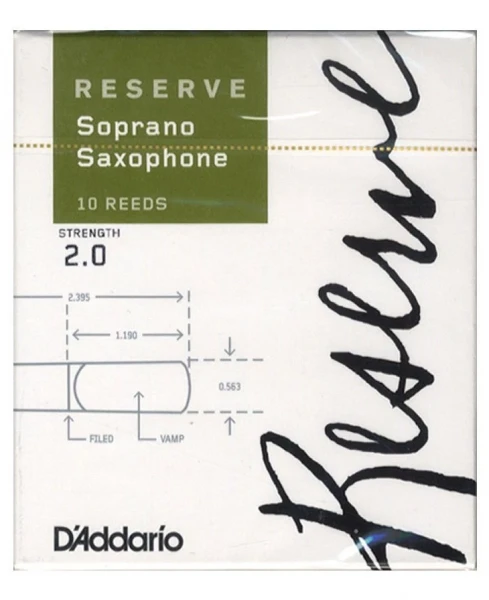 RESERVE
Soprano
Saxophone
10 REEDS
STRENGTH
2.0
2.395
1.190
0.563
FILED
VAMP
D'Addario
Reserve